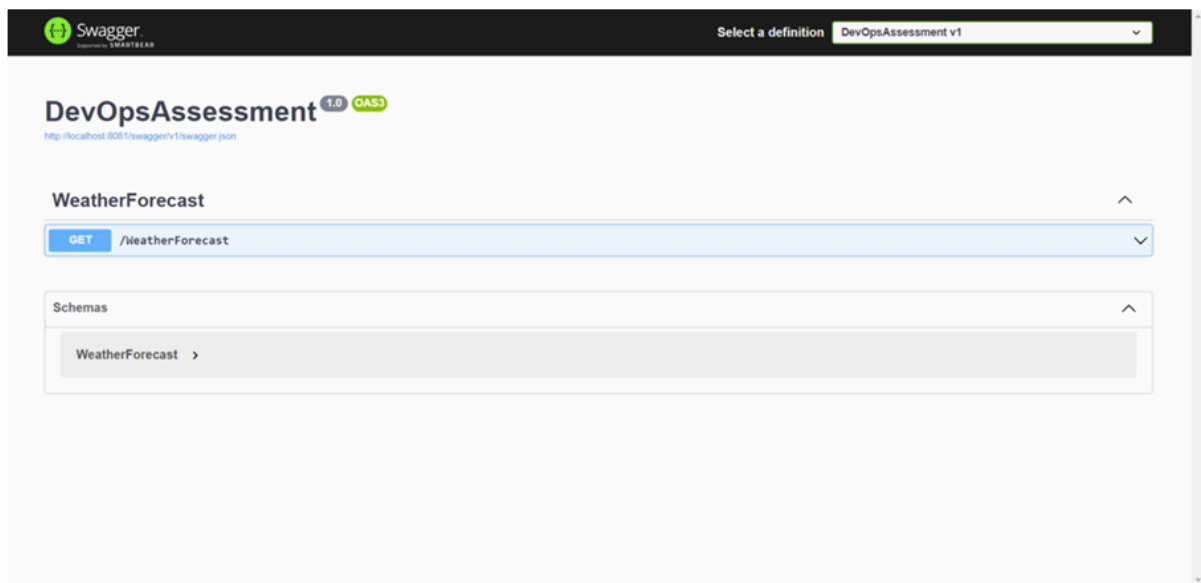 Swagger.
Supported by SMARTBEAR
Select a definition
DevOpsAssessment v1
DevOpsAssessment 1.0 OAS3
http://localhost:8081/swagger/v1/swagger.json
WeatherForecast
GET /WeatherForecast
Schemas
WeatherForecast